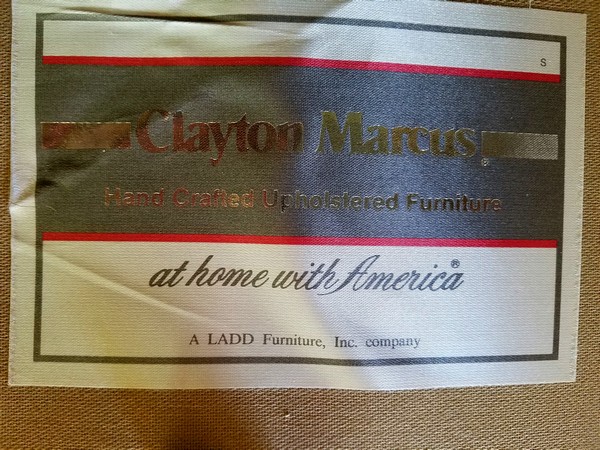 S
Clayton Marcus®
Hand Crafted Upholstered Furniture
at home with America®
A LADD Furniture, Inc. company